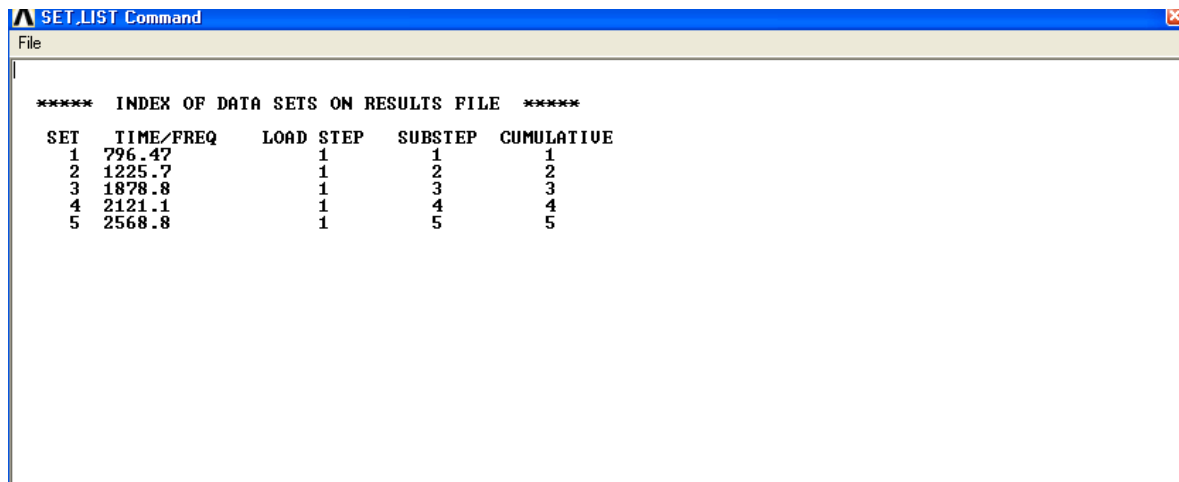 SET,LIST Command
File
***** INDEX OF DATA SETS ON RESULTS FILE *****
SET TIME/FREQ LOAD STEP SUBSTEP CUMULATIVE
1 796.47 1 1 1
2 1225.7 1 2 2
3 1878.8 1 3 3
4 2121.1 1 4 4
5 2568.8 1 5 5